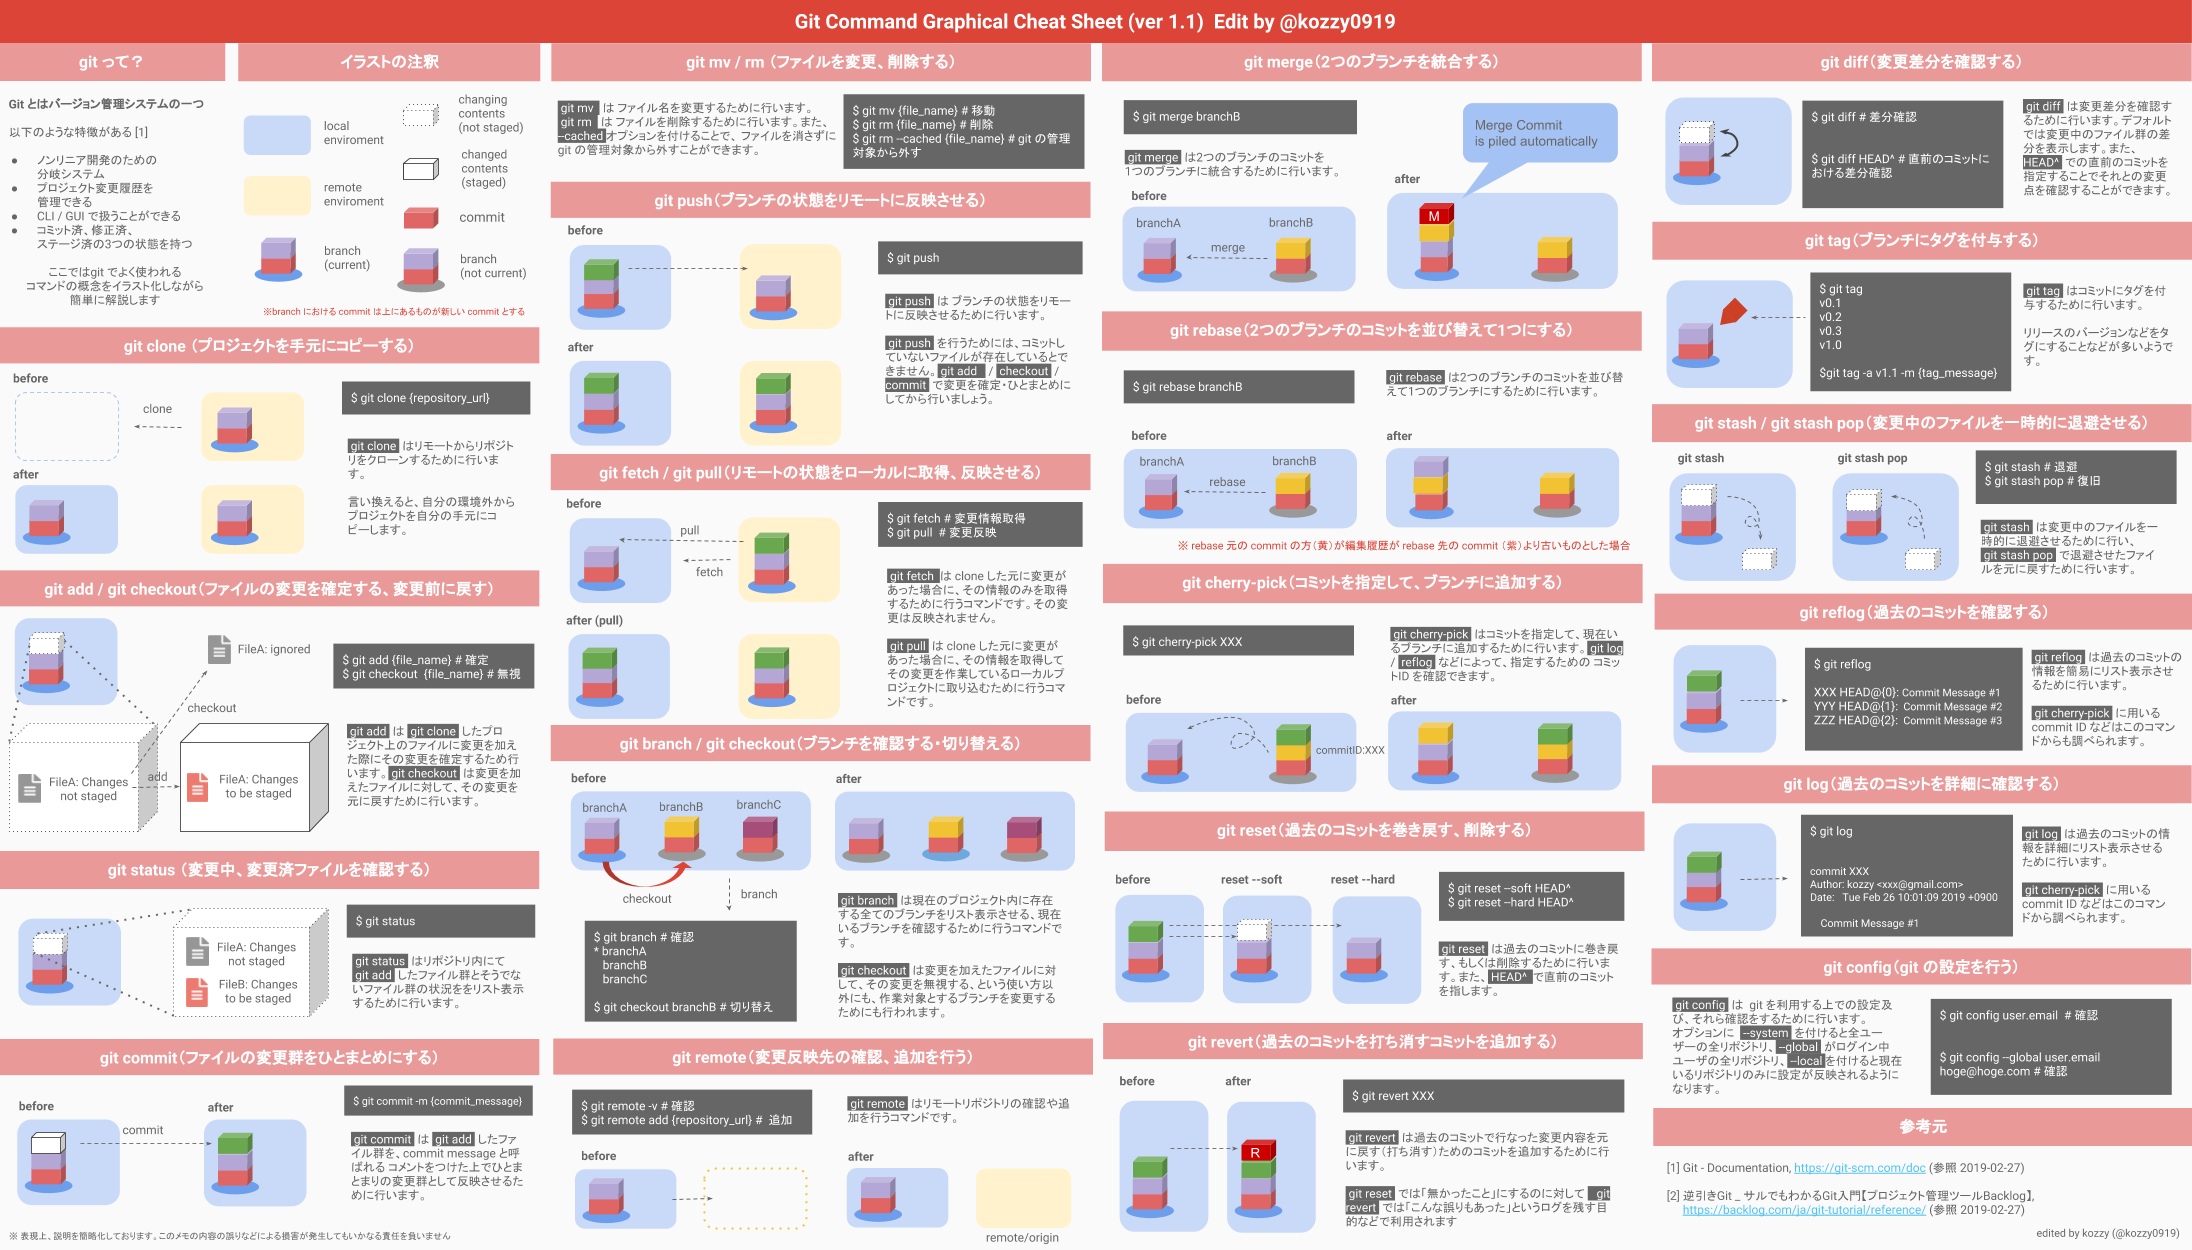 Git Command Graphical Cheat Sheet (ver 1.1)  Edit by @kozzy0919
git って？
Git とはバージョン管理システムの一つ
以下のような特徴がある [1]
● ノンリニア開発のための
分岐システム
● プロジェクト変更履歴を
管理できる
● CLI / GUI で扱うことができる
● コミット済、修正済、
ステージ済の3つの状態を持つ
ここではgit でよく使われる
コマンドの概念をイラスト化しながら
簡単に解説します
イラストの注釈
local
enviroment
remote
enviroment
branch
(current)
changing
contents
(not staged)
changed
contents
(staged)
commit
branch
(not current)
※branch における commit は上にあるものが新しい commit とする
git clone （プロジェクトを手元にコピーする）
before
clone
after
$ git clone {repository_url}
git clone はリモートからリポジト
リをクローンするために行いま
す。
言い換えると、自分の環境外から
プロジェクトを自分の手元にコ
ピーします。
git add / git checkout（ファイルの変更を確定する、変更前に戻す）
FileA: ignored
checkout
FileA: Changes
not staged
add
FileA: Changes
to be staged
$ git add {file_name} # 確定
$ git checkout  {file_name} # 無視
git add は git clone したプロ
ジェクト上のファイルに変更を加え
た際にその変更を確定するため行
います。 git checkout は変更を加
えたファイルに対して、その変更を
元に戻すために行います。
git status （変更中、変更済ファイルを確認する）
FileA: Changes
not staged
FileB: Changes
to be staged
$ git status
git status はリポジトリ内にて
git add したファイル群とそうでな
いファイル群の状況ををリスト表示
するために行います。
git commit（ファイルの変更群をひとまとめにする）
before
commit
after
$ git commit -m {commit_message}
git commit は git add したファ
イル群を、commit message と呼
ばれる コメントをつけた上でひとま
とまりの変更群として反映させるた
めに行います。
※ 表現上、説明を簡略化しております。このメモの内容の誤りなどによる損害が発生してもいかなる責任を負いません
git mv / rm （ファイルを変更、削除する）
git mv は ファイル名を変更するために行います。
git rm は ファイルを削除するために行います。また、
--cached オプションを付けることで、ファイルを消さずに
git の管理対象から外すことができます。
$ git mv {file_name} # 移動
$ git rm {file_name} # 削除
$ git rm --cached {file_name} # git の管理
対象から外す
git push（ブランチの状態をリモートに反映させる）
before
after
$ git push
git push は ブランチの状態をリモー
トに反映させるために行います。
git push を行うためには、コミットし
ていないファイルが存在しているとで
きません。 git add / checkout /
commit で変更を確定・ひとまとめに
してから行いましょう。
git fetch / git pull（リモートの状態をローカルに取得、反映させる）
before
pull
fetch
after (pull)
$ git fetch # 変更情報取得
$ git pull  # 変更反映
git fetch は clone した元に変更が
あった場合に、その情報のみを取得
するために行うコマンドです。その変
更は反映されません。
git pull は clone した元に変更が
あった場合に、その情報を取得して
その変更を作業しているローカルプ
ロジェクトに取り込むために行うコマ
ンドです。
git branch / git checkout（ブランチを確認する・切り替える）
before
branchA
branchB
branchC
checkout
branch
after
$ git branch # 確認
* branchA
branchB
branchC
$ git checkout branchB # 切り替え
git branch は現在のプロジェクト内に存在
する全てのブランチをリスト表示させる、現在
いるブランチを確認するために行うコマンドで
す。
git checkout は変更を加えたファイルに対
して、その変更を無視する、という使い方以
外にも、作業対象とするブランチを変更する
ためにも行われます。
git remote（変更反映先の確認、追加を行う）
$ git remote -v # 確認
$ git remote add {repository_url} #  追加
git remote はリモートリポジトリの確認や追
加を行うコマンドです。
before
after
remote/origin
git merge（2つのブランチを統合する）
$ git merge branchB
git merge は2つのブランチのコミットを
1つのブランチに統合するために行います。
Merge Commit
is piled automatically
before
branchA
branchB
merge
after
M
git rebase（2つのブランチのコミットを並び替えて1つにする）
$ git rebase branchB
git rebase は2つのブランチのコミットを並び替
えて1つのブランチにするために行います。
before
branchA
branchB
rebase
after
※ rebase 元の commit の方（黄）が編集履歴が rebase 先の commit （紫）より古いものとした場合
git cherry-pick（コミットを指定して、ブランチに追加する）
$ git cherry-pick XXX
git cherry-pick はコミットを指定して、現在い
るブランチに追加するために行います。 git log
/ reflog などによって、指定するための コミッ
トID を確認できます。
before
commitID:XXX
after
git reset（過去のコミットを巻き戻す、削除する）
before
reset --soft
reset --hard
$ git reset --soft HEAD^
$ git reset --hard HEAD^
git reset は過去のコミットに巻き戻
す、もしくは削除するために行いま
す。また、 HEAD^ で直前のコミット
を指します。
git revert（過去のコミットを打ち消すコミットを追加する）
before
after
R
$ git revert XXX
git revert は過去のコミットで行なった変更内容を元
に戻す（打ち消す）ためのコミットを追加するために行
います。
git reset では「無かったこと」にするのに対して git
revert では「こんな誤りもあった」というログを残す目
的などで利用されます
git diff（変更差分を確認する）
$ git diff # 差分確認
$ git diff HEAD^ # 直前のコミットに
おける差分確認
git diff は変更差分を確認す
るために行います。デフォルト
では変更中のファイル群の差
分を表示します。また、
HEAD^ での直前のコミットを
指定することでそれとの変更
点を確認することができます。
git tag（ブランチにタグを付与する）
$ git tag
v0.1
v0.2
v0.3
v1.0
$git tag -a v1.1 -m {tag_message}
git tag はコミットにタグを付
与するために行います。
リリースのバージョンなどをタ
グにすることなどが多いようで
す。
git stash / git stash pop（変更中のファイルを一時的に退避させる）
git stash
git stash pop
$ git stash # 退避
$ git stash pop # 復旧
git stash は変更中のファイルを一
時的に退避させるために行い、
git stash pop で退避させたファイ
ルを元に戻すために行います。
git reflog（過去のコミットを確認する）
$ git reflog
XXX HEAD@{0}: Commit Message #1
YYY HEAD@{1}:  Commit Message #2
ZZZ HEAD@{2}:  Commit Message #3
git reflog は過去のコミットの
情報を簡易にリスト表示させ
るために行います。
git cherry-pick に用いる
commit ID などはこのコマン
ドからも調べられます。
git log（過去のコミットを詳細に確認する）
$ git log
commit XXX
Author: kozzy <xxx@gmail.com>
Date:   Tue Feb 26 10:01:09 2019 +0900
Commit Message #1
git log は過去のコミットの情
報を詳細にリスト表示させる
ために行います。
git cherry-pick に用いる
commit ID などはこのコマン
ドから調べられます。
git config（git の設定を行う）
git config は  git を利用する上での設定及
び、それら確認をするために行います。
オプションに --system を付けると全ユー
ザーの全リポジトリ、 --global がログイン中
ユーザの全リポジトリ、 --local を付けると現在
いるリポジトリのみに設定が反映されるように
なります。
$ git config user.email  # 確認
$ git config --global user.email
hoge@hoge.com # 確認
参考元
[1] Git - Documentation, https://git-scm.com/doc (参照 2019-02-27)
[2] 逆引きGit _ サルでもわかるGit入門【プロジェクト管理ツールBacklog】,
https://backlog.com/ja/git-tutorial/reference/ (参照 2019-02-27)
edited by kozzy (@kozzy0919)